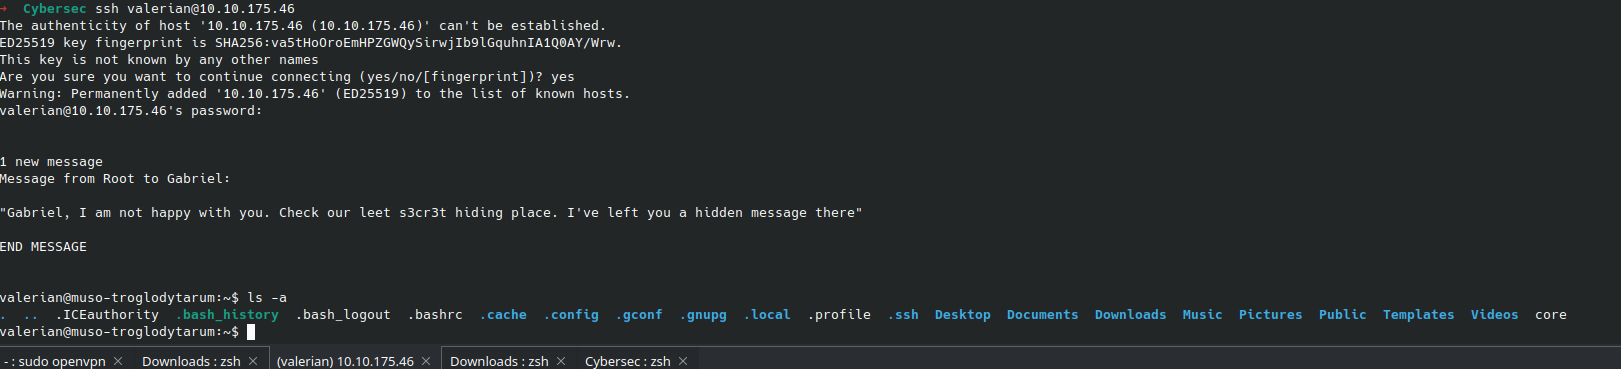 → Cybersec ssh valerian@10.10.175.46
The authenticity of host '10.10.175.46 (10.10.175.46)' can't be established.
ED25519 key fingerprint is SHA256:va5tHoOroEmHPZGWQySirwjIb9lGquhnIA1Q0AY/Wrw.
This key is not known by any other names
Are you sure you want to continue connecting (yes/no/[fingerprint])? yes
Warning: Permanently added '10.10.175.46' (ED25519) to the list of known hosts.
valerian@10.10.175.46's password:
1 new message
Message from Root to Gabriel:
"Gabriel, I am not happy with you. Check our leet s3cr3t hiding place. I've left you a hidden message there"
END MESSAGE
valerian@muso-troglodytarum:~$ ls -a
. .. .ICEauthority .bash_history .bash_logout .bashrc .cache .config .gconf .gnupg .local .profile .ssh Desktop Documents Downloads Music Pictures Public Templates Videos core
valerian@muso-troglodytarum:~$
- : sudo openvpn × Downloads : zsh × (valerian) 10.10.175.46 × Downloads : zsh × Cybersec : zsh ×